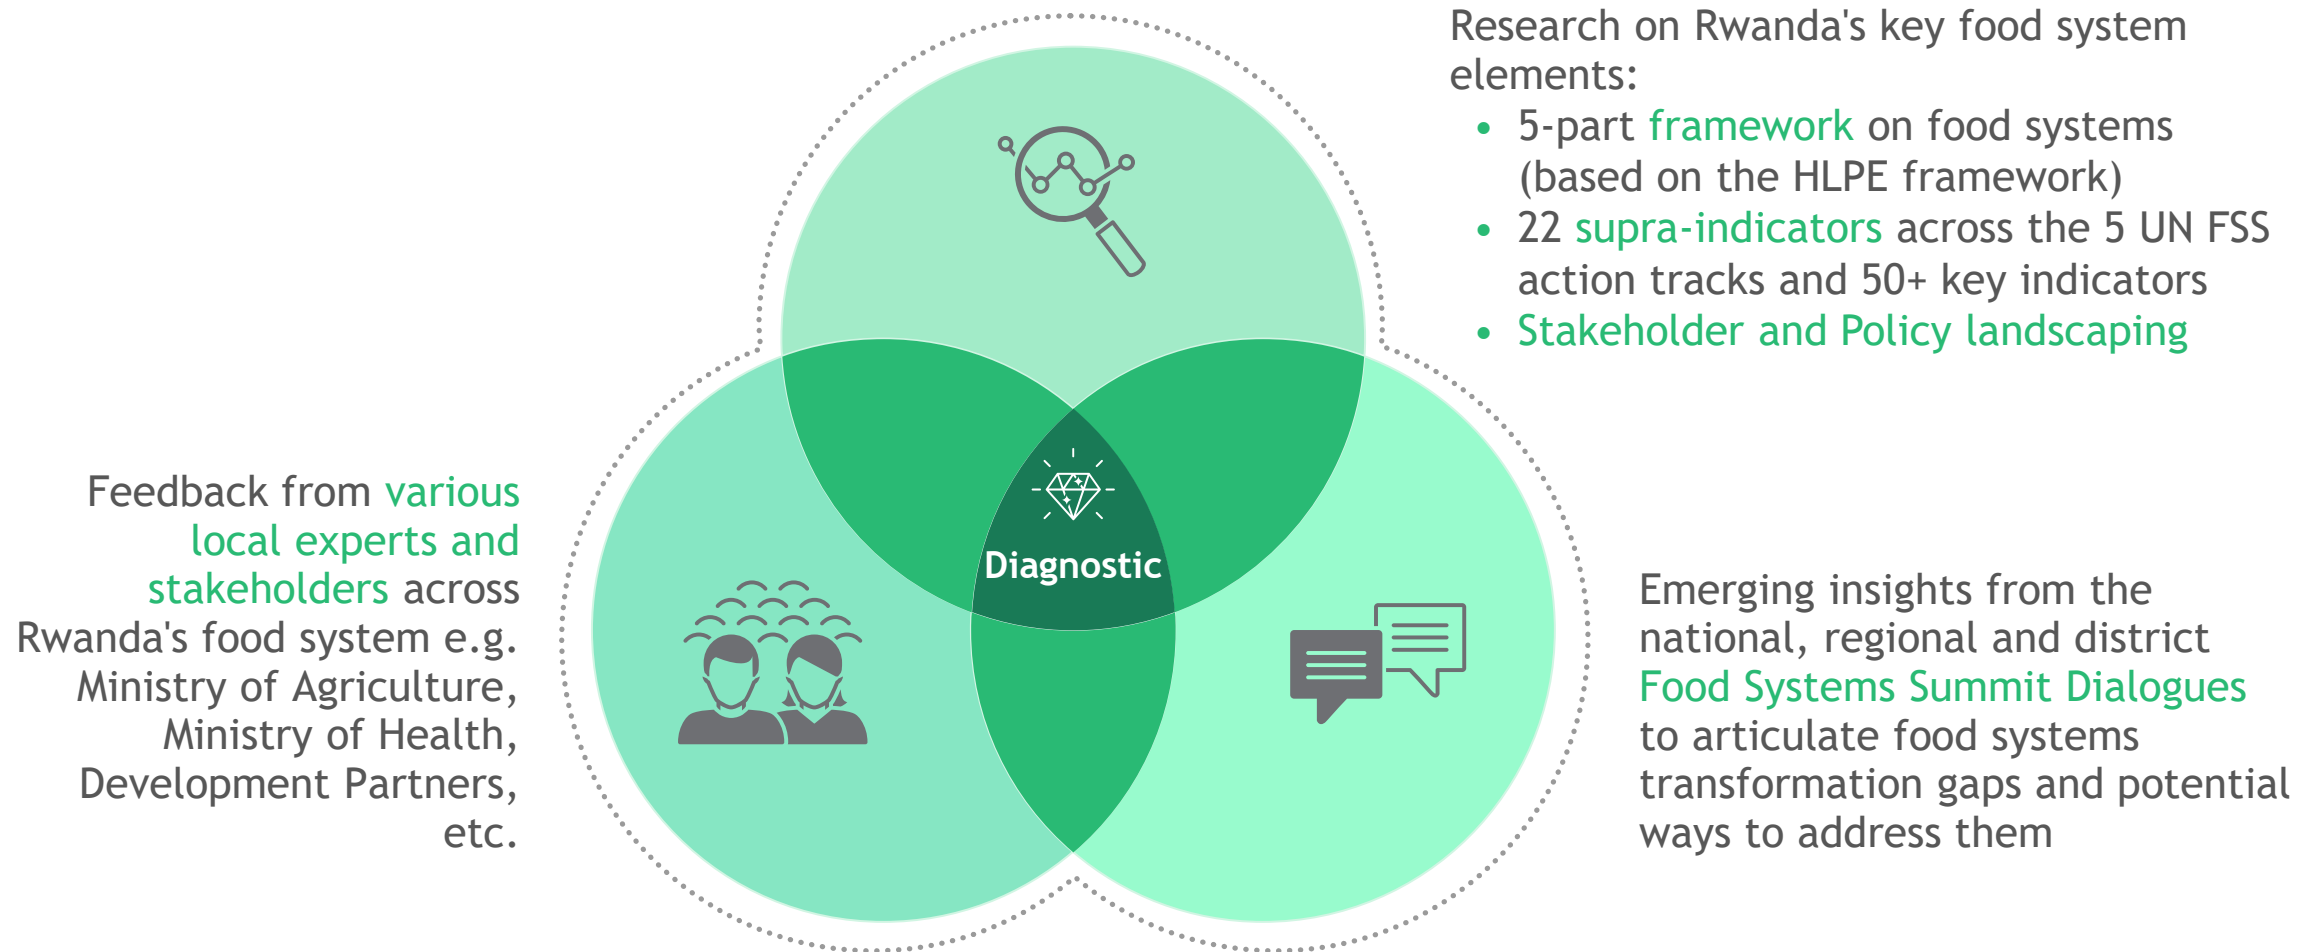 Research on Rwanda's key food system
elements:
• 5-part framework on food systems
(based on the HLPE framework)
• 22 supra-indicators across the 5 UN FSS
action tracks and 50+ key indicators
• Stakeholder and Policy landscaping
Feedback from various
local experts and
stakeholders across
Rwanda's food system e.g.
Ministry of Agriculture,
Ministry of Health,
Development Partners,
etc.
Diagnostic
Emerging insights from the
national, regional and district
Food Systems Summit Dialogues
to articulate food systems
transformation gaps and potential
ways to address them